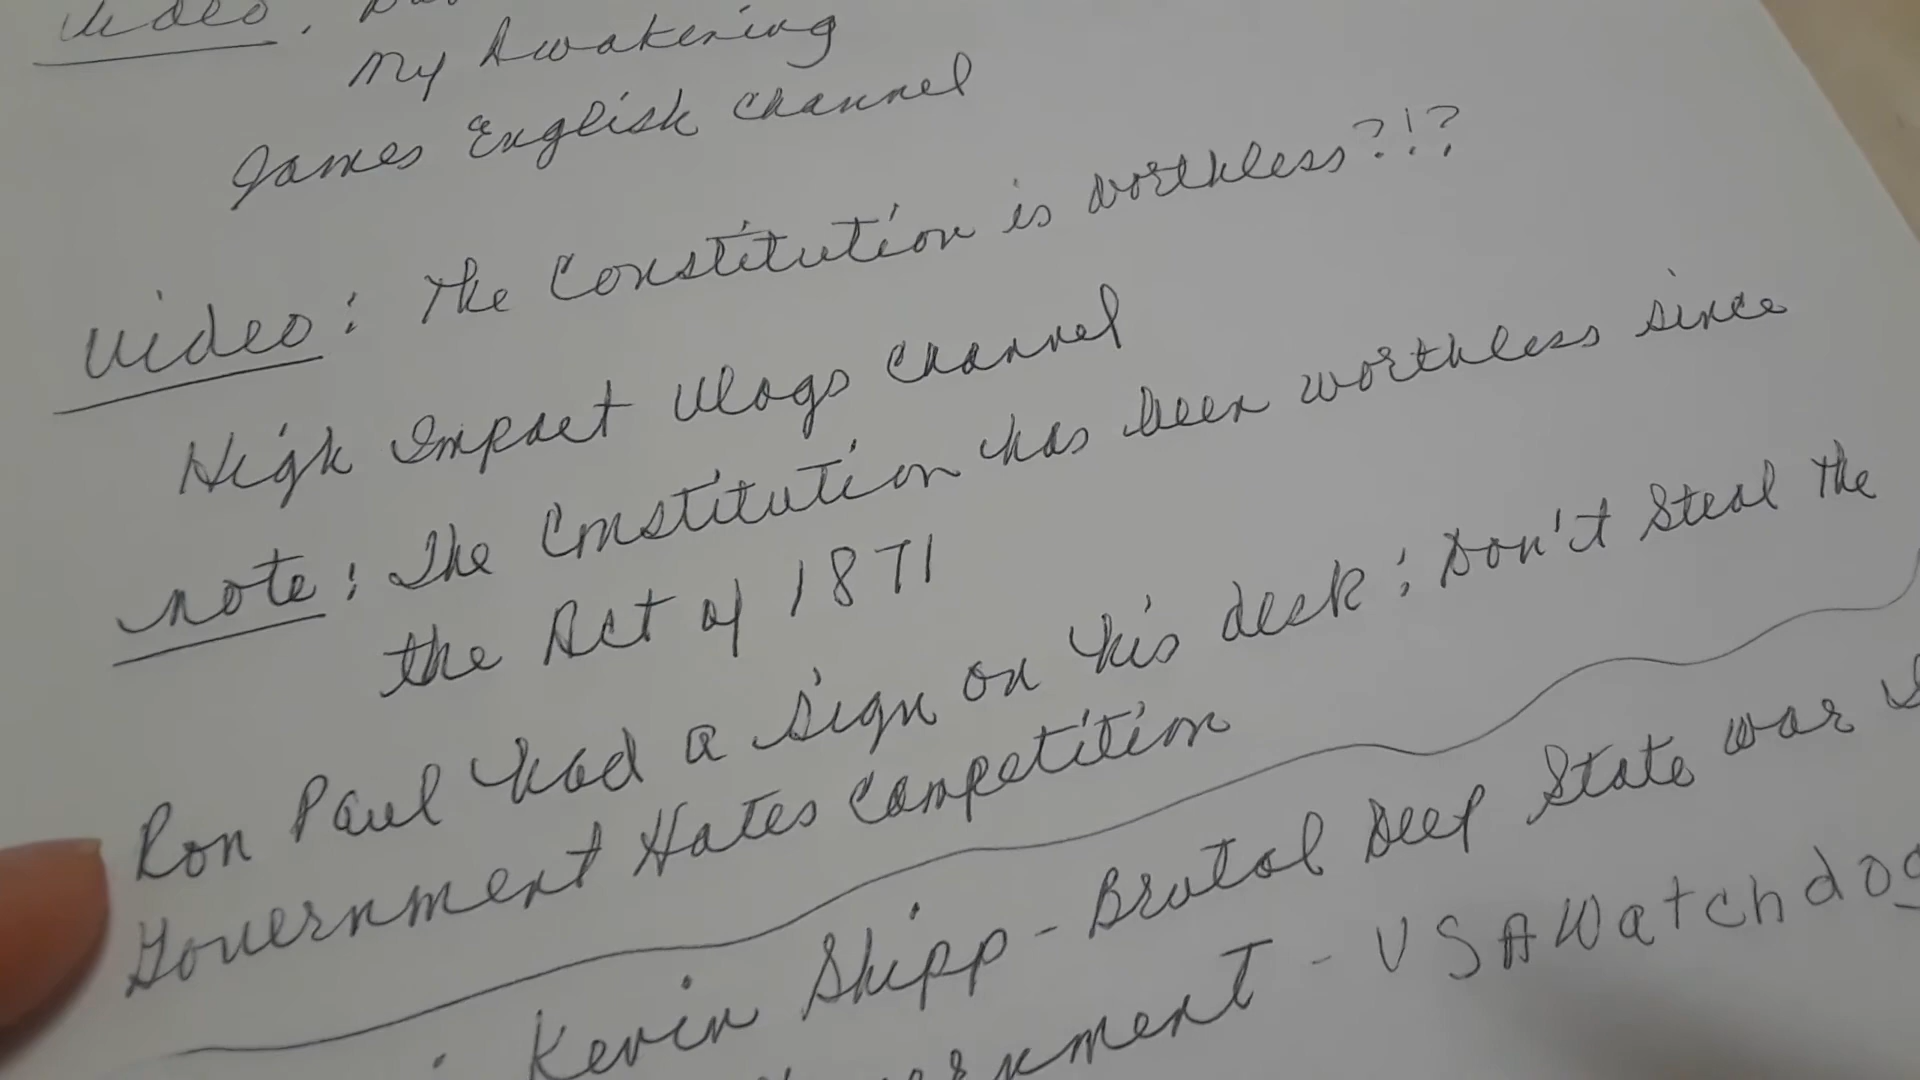 Video:
My Awakening
James English Channel
Video: The Constitution is worthless?!?
High Impact Vlogs Channel
note: The Constitution has been worthless since
the Act of 1871
Ron Paul had a sign on his desk: Don't Steal The
Government Hates Competition
Kevin Shipp - Brutal Deep State war
- USAWatchdog